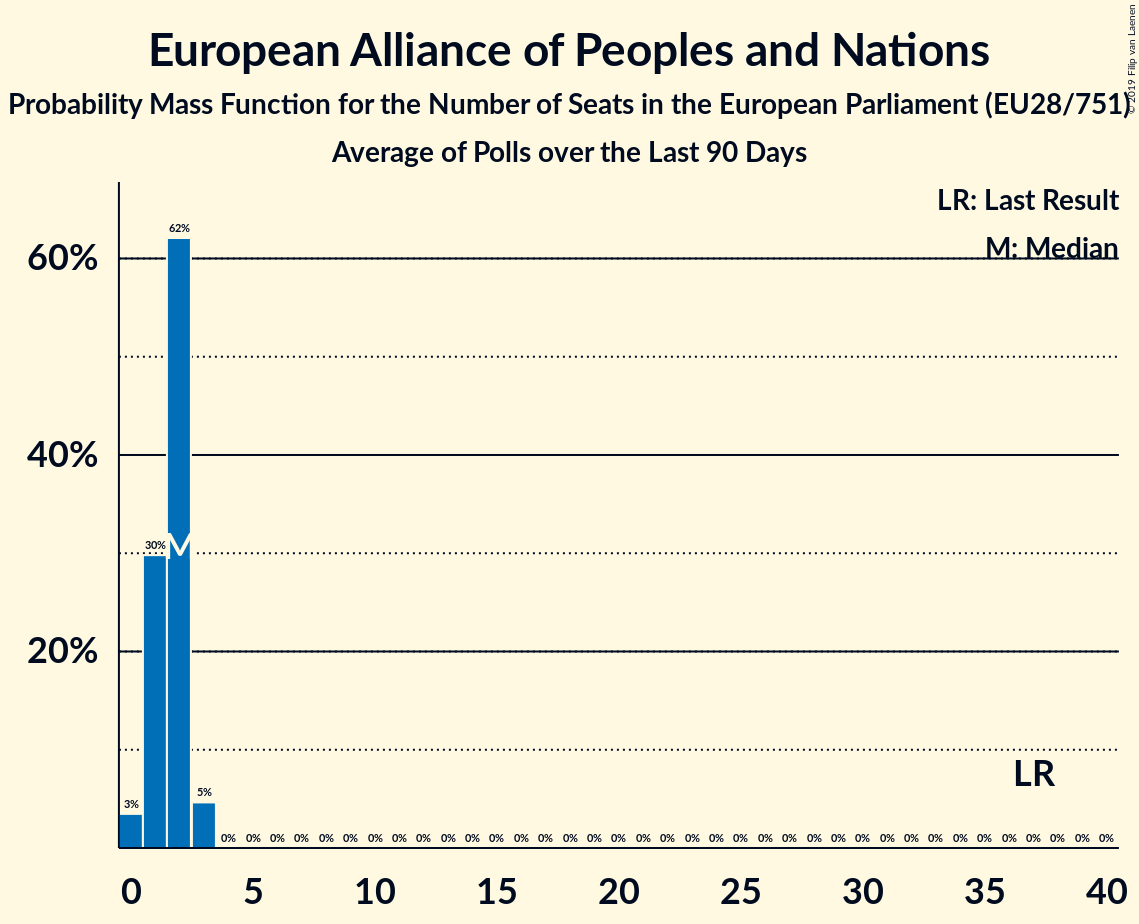 European Alliance of Peoples and Nations
Probability Mass Function for the Number of Seats in the European Parliament (EU28/751)
Average of Polls over the Last 90 Days
© 2019 Filip van Laenen
LR: Last Result
M: Median
60%
40%
20%
62%
30%
M
3%
5%
0% 0% 0% 0% 0% 0% 0% 0% 0% 0% 0% 0% 0% 0% 0% 0% 0% 0% 0% 0% 0% 0% 0% 0% 0% 0% 0% 0% 0% 0% 0% 0% 0% 0% 0% 0% 0%
LR
0 5 10 15 20 25 30 35 40